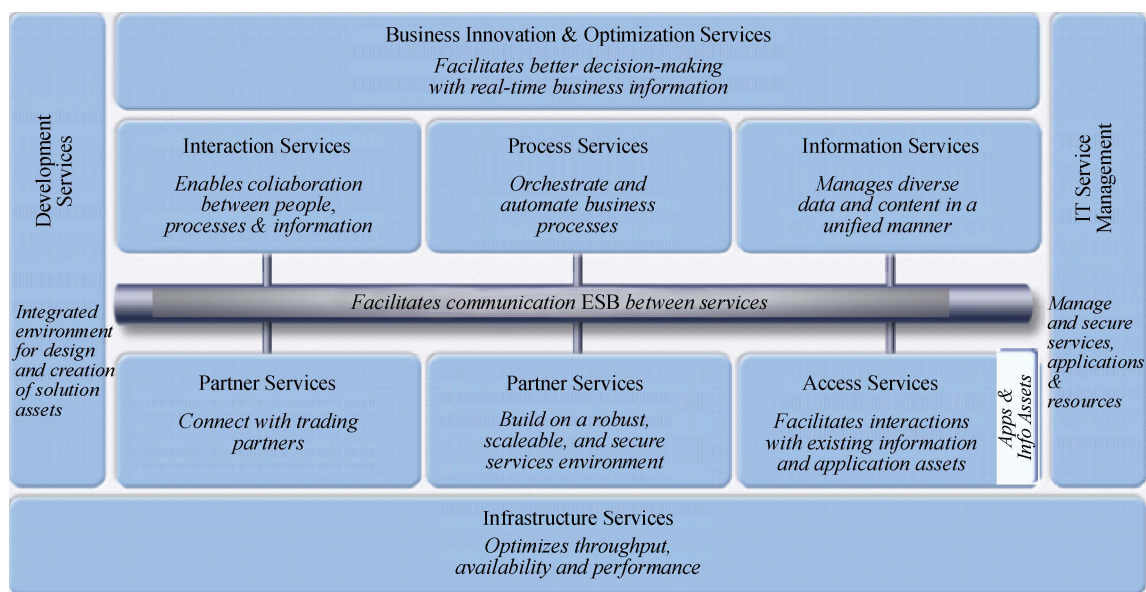 Business Innovation & Optimization Services
Facilitates better decision-making
with real-time business information
Development
Services
Integrated
environment
for design
and creation
of solution
assets
Interaction Services
Enables coliaboration
between people,
processes & information
Process Services
Orchestrate and
automate business
processes
Information Services
Manages diverse
data and content in a
unified manner
IT Service
Management
Manage
and secure
services,
applications
&
resources
Facilitates communication ESB between services
Partner Services
Connect with trading
partners
Partner Services
Build on a robust,
scaleable, and secure
services environment
Access Services
Facilitates interactions
with existing information
and application assets
Apps &
Info Assets
Infrastructure Services
Optimizes throughput,
availability and performance